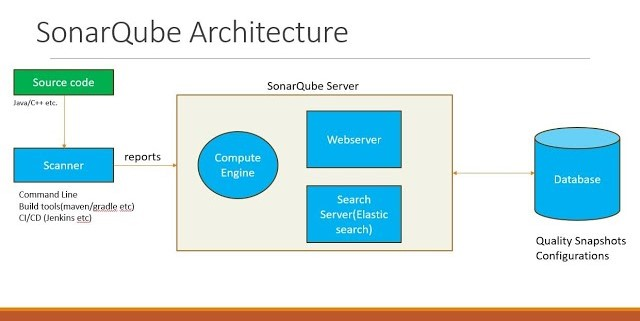 SonarQube Architecture
Source code
Java/C++ etc.
SonarQube Server
Scanner
reports
Command Line
Build tools(maven/gradle etc)
CI/CD (Jenkins etc)
Compute
Engine
Webserver
Search
Server(Elastic
search)
Database
Quality Snapshots
Configurations